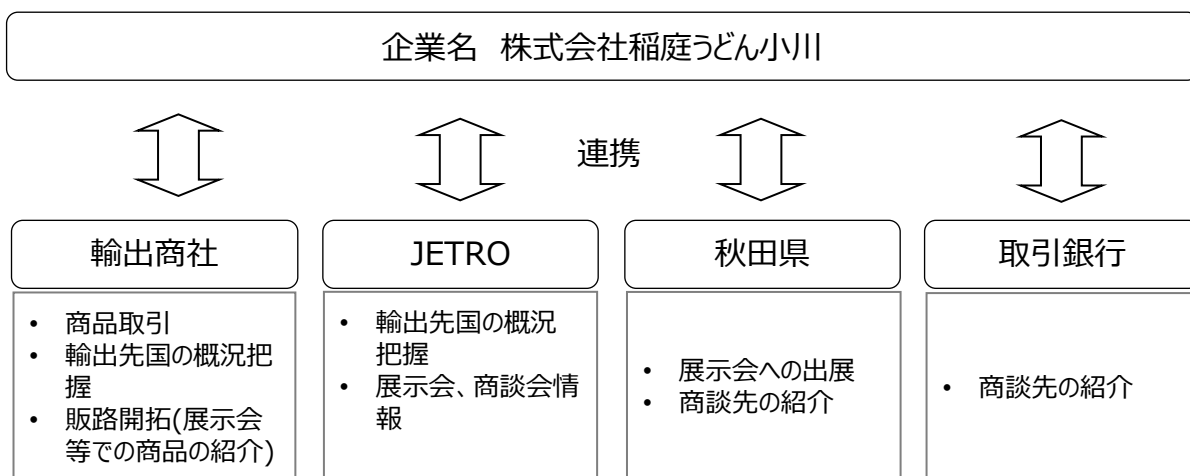 企業名 株式会社稲庭うどん小川
連携
輸出商社
JETRO
秋田県
取引銀行
• 商品取引
• 輸出先国の概況把
握
• 販路開拓(展示会
等での商品の紹介)
• 輸出先国の概況
把握
• 展示会、商談会情
報
• 展示会への出展
• 商談先の紹介
• 商談先の紹介